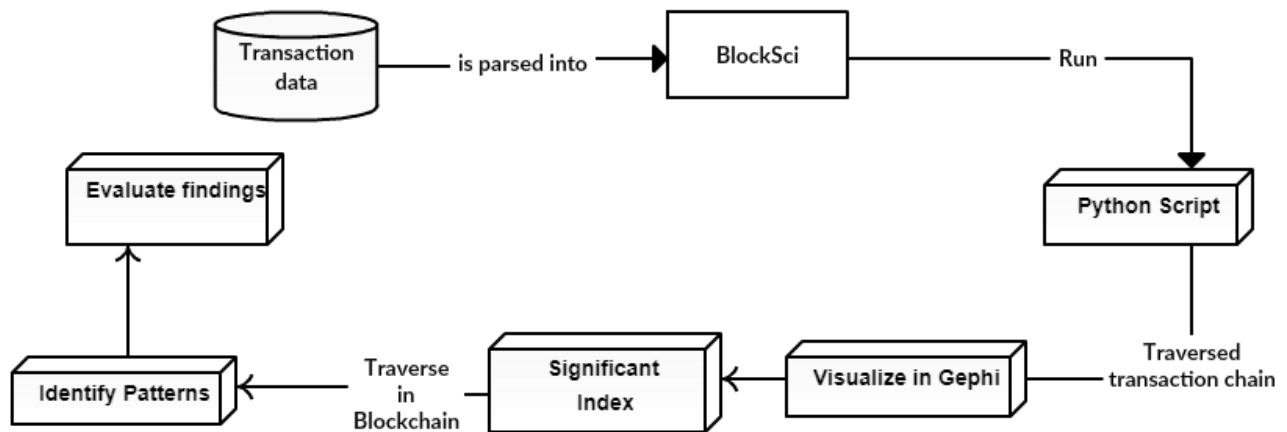 Transaction
data
is parsed into
BlockSci
Run
Python Script
Traversed
transaction chain
Visualize in Gephi
Significant
Index
Traverse
in
Blockchain
Identify Patterns
Evaluate findings